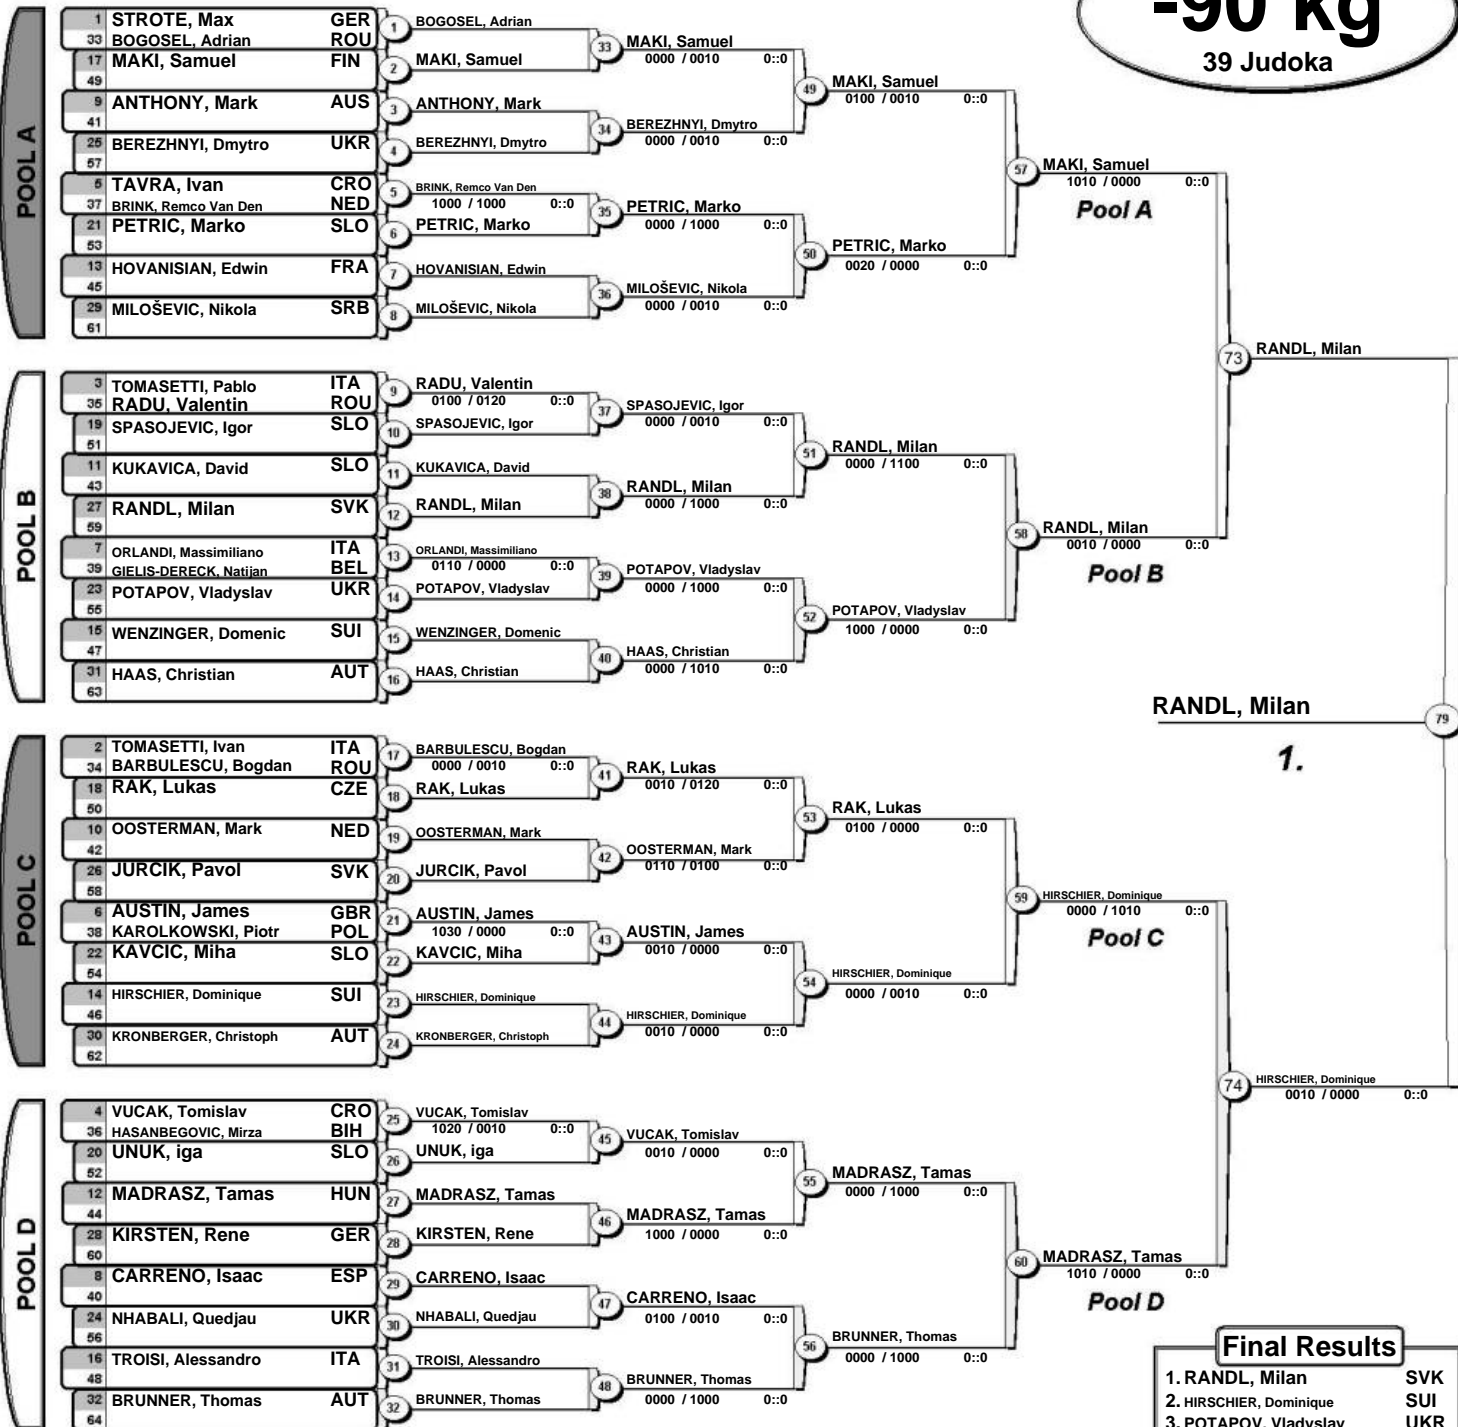 -90 kg
39 Judoka
POOL A
1 STROTE, Max GER
33 BOGOSEL, Adrian ROU
17 MAKI, Samuel FIN
49
9 ANTHONY, Mark AUS
41
25 BEREZHNYI, Dmytro UKR
57
5 TAVRA, Ivan CRO
37 BRINK, Remco Van Den NED
21 PETRIC, Marko SLO
53
13 HOVANISIAN, Edwin FRA
45
29 MILOŠEVIC, Nikola SRB
61
1 BOGOSEL, Adrian
2 MAKI, Samuel
3 ANTHONY, Mark
4 BEREZHNYI, Dmytro
5 BRINK, Remco Van Den
1000 / 1000 0::0
6 PETRIC, Marko
7 HOVANISIAN, Edwin
8 MILOŠEVIC, Nikola
33 MAKI, Samuel
0000 / 0010 0::0
34 BEREZHNYI, Dmytro
0000 / 0010 0::0
35 PETRIC, Marko
0000 / 1000 0::0
36 MILOŠEVIC, Nikola
0000 / 0010 0::0
49 MAKI, Samuel
0100 / 0010 0::0
50 PETRIC, Marko
0020 / 0000 0::0
57 MAKI, Samuel
1010 / 0000 0::0
Pool A
POOL B
3 TOMASETTI, Pablo ITA
35 RADU, Valentin ROU
19 SPASOJEVIC, Igor SLO
51
11 KUKAVICA, David SLO
43
27 RANDL, Milan SVK
59
7 ORLANDI, Massimiliano ITA
39 GIELIS-DERECK, Natijan BEL
23 POTAPOV, Vladyslav UKR
55
15 WENZINGER, Domenic SUI
47
31 HAAS, Christian AUT
63
9 RADU, Valentin
0100 / 0120 0::0
10 SPASOJEVIC, Igor
11 KUKAVICA, David
12 RANDL, Milan
13 ORLANDI, Massimiliano
0110 / 0000 0::0
14 POTAPOV, Vladyslav
15 WENZINGER, Domenic
16 HAAS, Christian
37 SPASOJEVIC, Igor
0000 / 0010 0::0
38 RANDL, Milan
0000 / 1000 0::0
39 POTAPOV, Vladyslav
0000 / 1000 0::0
40 HAAS, Christian
0000 / 1010 0::0
51 RANDL, Milan
0000 / 1100 0::0
52 POTAPOV, Vladyslav
1000 / 0000 0::0
58 RANDL, Milan
0010 / 0000 0::0
Pool B
73 RANDL, Milan
RANDL, Milan 79
1.
POOL C
2 TOMASETTI, Ivan ITA
34 BARBULESCU, Bogdan ROU
18 RAK, Lukas CZE
50
10 OOSTERMAN, Mark NED
42
26 JURCIK, Pavol SVK
58
6 AUSTIN, James GBR
38 KAROLKOWSKI, Piotr POL
22 KAVCIC, Miha SLO
54
14 HIRSCHIER, Dominique SUI
46
30 KRONBERGER, Christoph AUT
62
17 BARBULESCU, Bogdan
0000 / 0010 0::0
18 RAK, Lukas
19 OOSTERMAN, Mark
20 JURCIK, Pavol
21 AUSTIN, James
1030 / 0000 0::0
22 KAVCIC, Miha
23 HIRSCHIER, Dominique
24 KRONBERGER, Christoph
41 RAK, Lukas
0010 / 0120 0::0
42 OOSTERMAN, Mark
0110 / 0100 0::0
43 AUSTIN, James
0010 / 0000 0::0
44 HIRSCHIER, Dominique
0010 / 0000 0::0
53 RAK, Lukas
0100 / 0000 0::0
54 HIRSCHIER, Dominique
0000 / 0010 0::0
59 HIRSCHIER, Dominique
0000 / 1010 0::0
Pool C
74 HIRSCHIER, Dominique
0010 / 0000 0::0
POOL D
4 VUCAK, Tomislav CRO
36 HASANBEGOVIC, Mirza BIH
20 UNUK, iga SLO
52
12 MADRASZ, Tamas HUN
44
28 KIRSTEN, Rene GER
60
8 CARRENO, Isaac ESP
40
24 NHABALI, Quedjau UKR
56
16 TROISI, Alessandro ITA
48
32 BRUNNER, Thomas AUT
64
25 VUCAK, Tomislav
1020 / 0010 0::0
26 UNUK, iga
27 MADRASZ, Tamas
28 KIRSTEN, Rene
29 CARRENO, Isaac
30 NHABALI, Quedjau
31 TROISI, Alessandro
32 BRUNNER, Thomas
45 VUCAK, Tomislav
0010 / 0000 0::0
46 MADRASZ, Tamas
1000 / 0000 0::0
47 CARRENO, Isaac
0100 / 0010 0::0
48 BRUNNER, Thomas
0000 / 1000 0::0
55 MADRASZ, Tamas
0000 / 1000 0::0
56 BRUNNER, Thomas
0000 / 1000 0::0
60 MADRASZ, Tamas
1010 / 0000 0::0
Pool D
Final Results
1. RANDL, Milan SVK
2. HIRSCHIER, Dominique SUI
3. POTAPOV, Vladyslav UKR